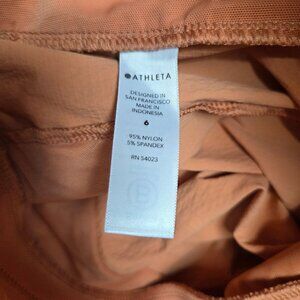 ATHLETA
DESIGNED IN
SAN FRANCISCO
MADE IN
INDONESIA
6
95% NYLON
5% SPANDEX
RN 54023
B